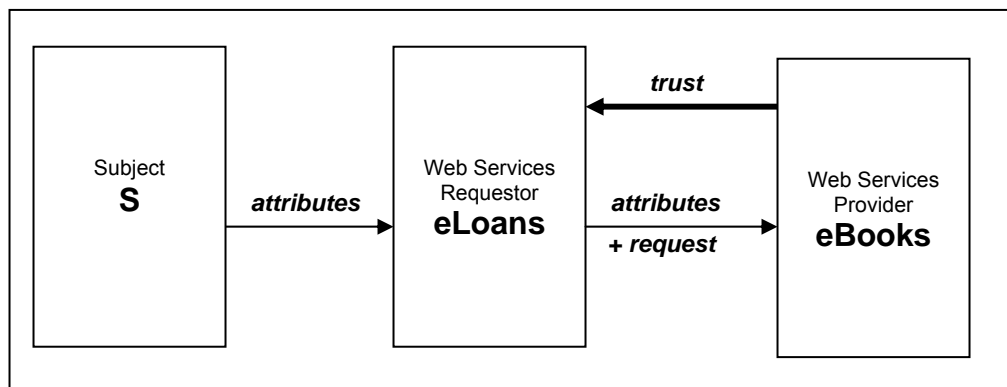 Subject
S
attributes
Web Services
Requestor
eLoans
trust
attributes
+ request
Web Services
Provider
eBooks